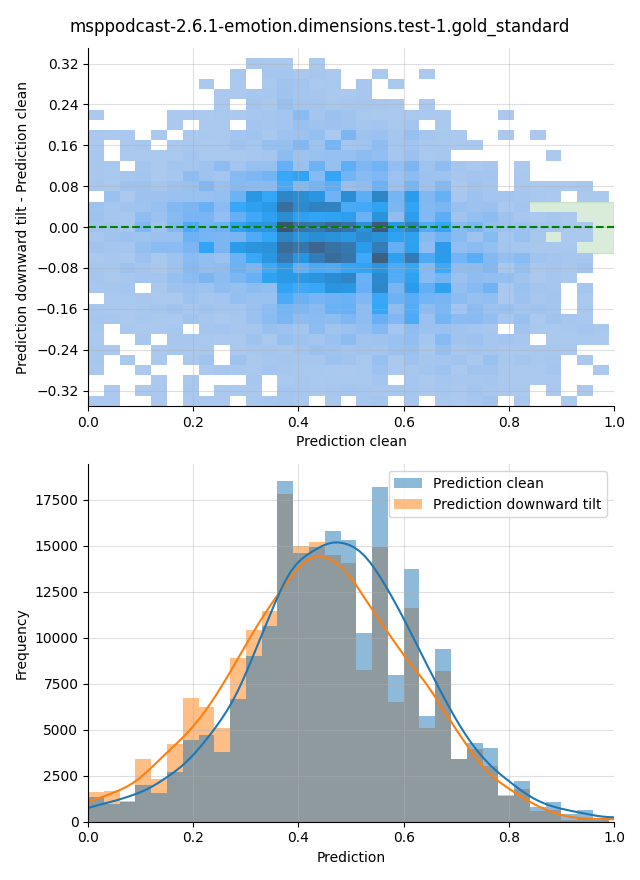 msppodcast-2.6.1-emotion.dimensions.test-1.gold_standard
Prediction downward tilt - Prediction clean
0.32
0.24
0.16
0.08
0.00
−0.08
−0.16
−0.24
−0.32
0.0 0.2 0.4 0.6 0.8 1.0
Prediction clean
Frequency
17500
15000
12500
10000
7500
5000
2500
0
Prediction clean
Prediction downward tilt
0.0 0.2 0.4 0.6 0.8 1.0
Prediction